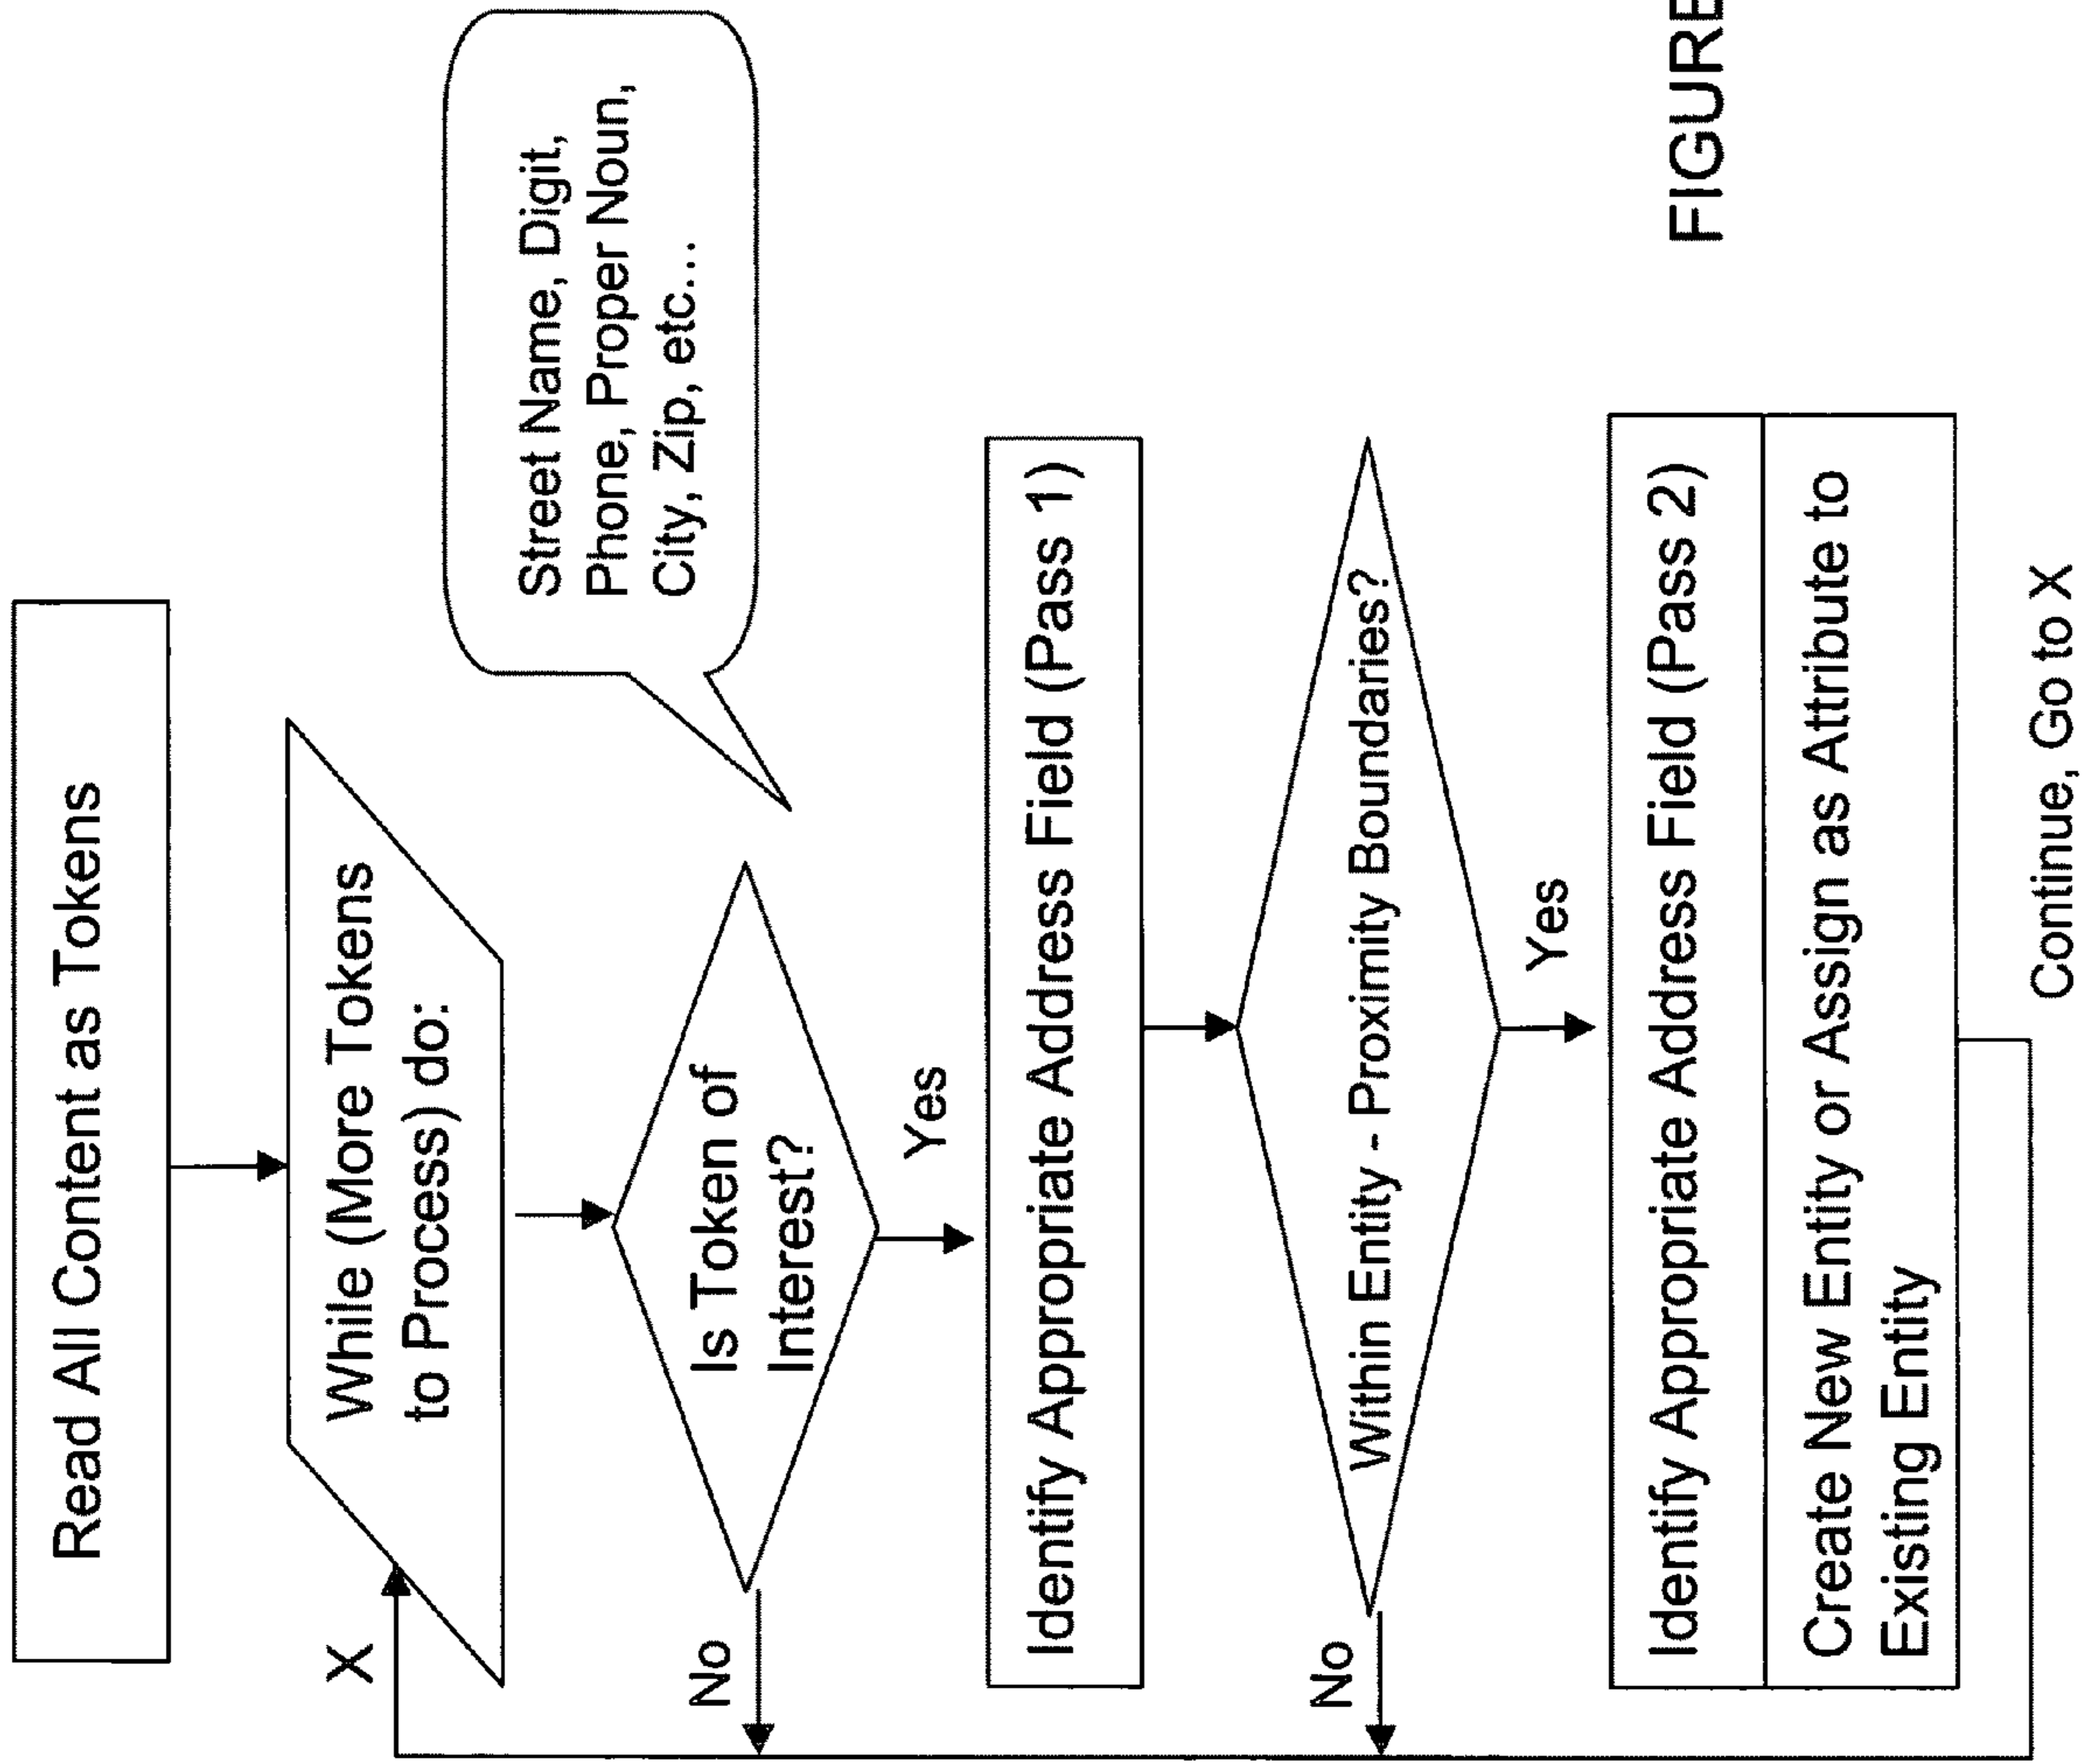 Read All Content as Tokens
X
While (More Tokens
to Process) do:
Street Name, Digit,
Phone, Proper Noun,
City, Zip, etc...
Is Token of
Interest?
No
Yes
Identify Appropriate Address Field (Pass 1)
Within Entity - Proximity Boundaries?
No
Yes
Identify Appropriate Address Field (Pass 2)
Create New Entity or Assign as Attribute to
Existing Entity
Continue, Go to X
FIGURE